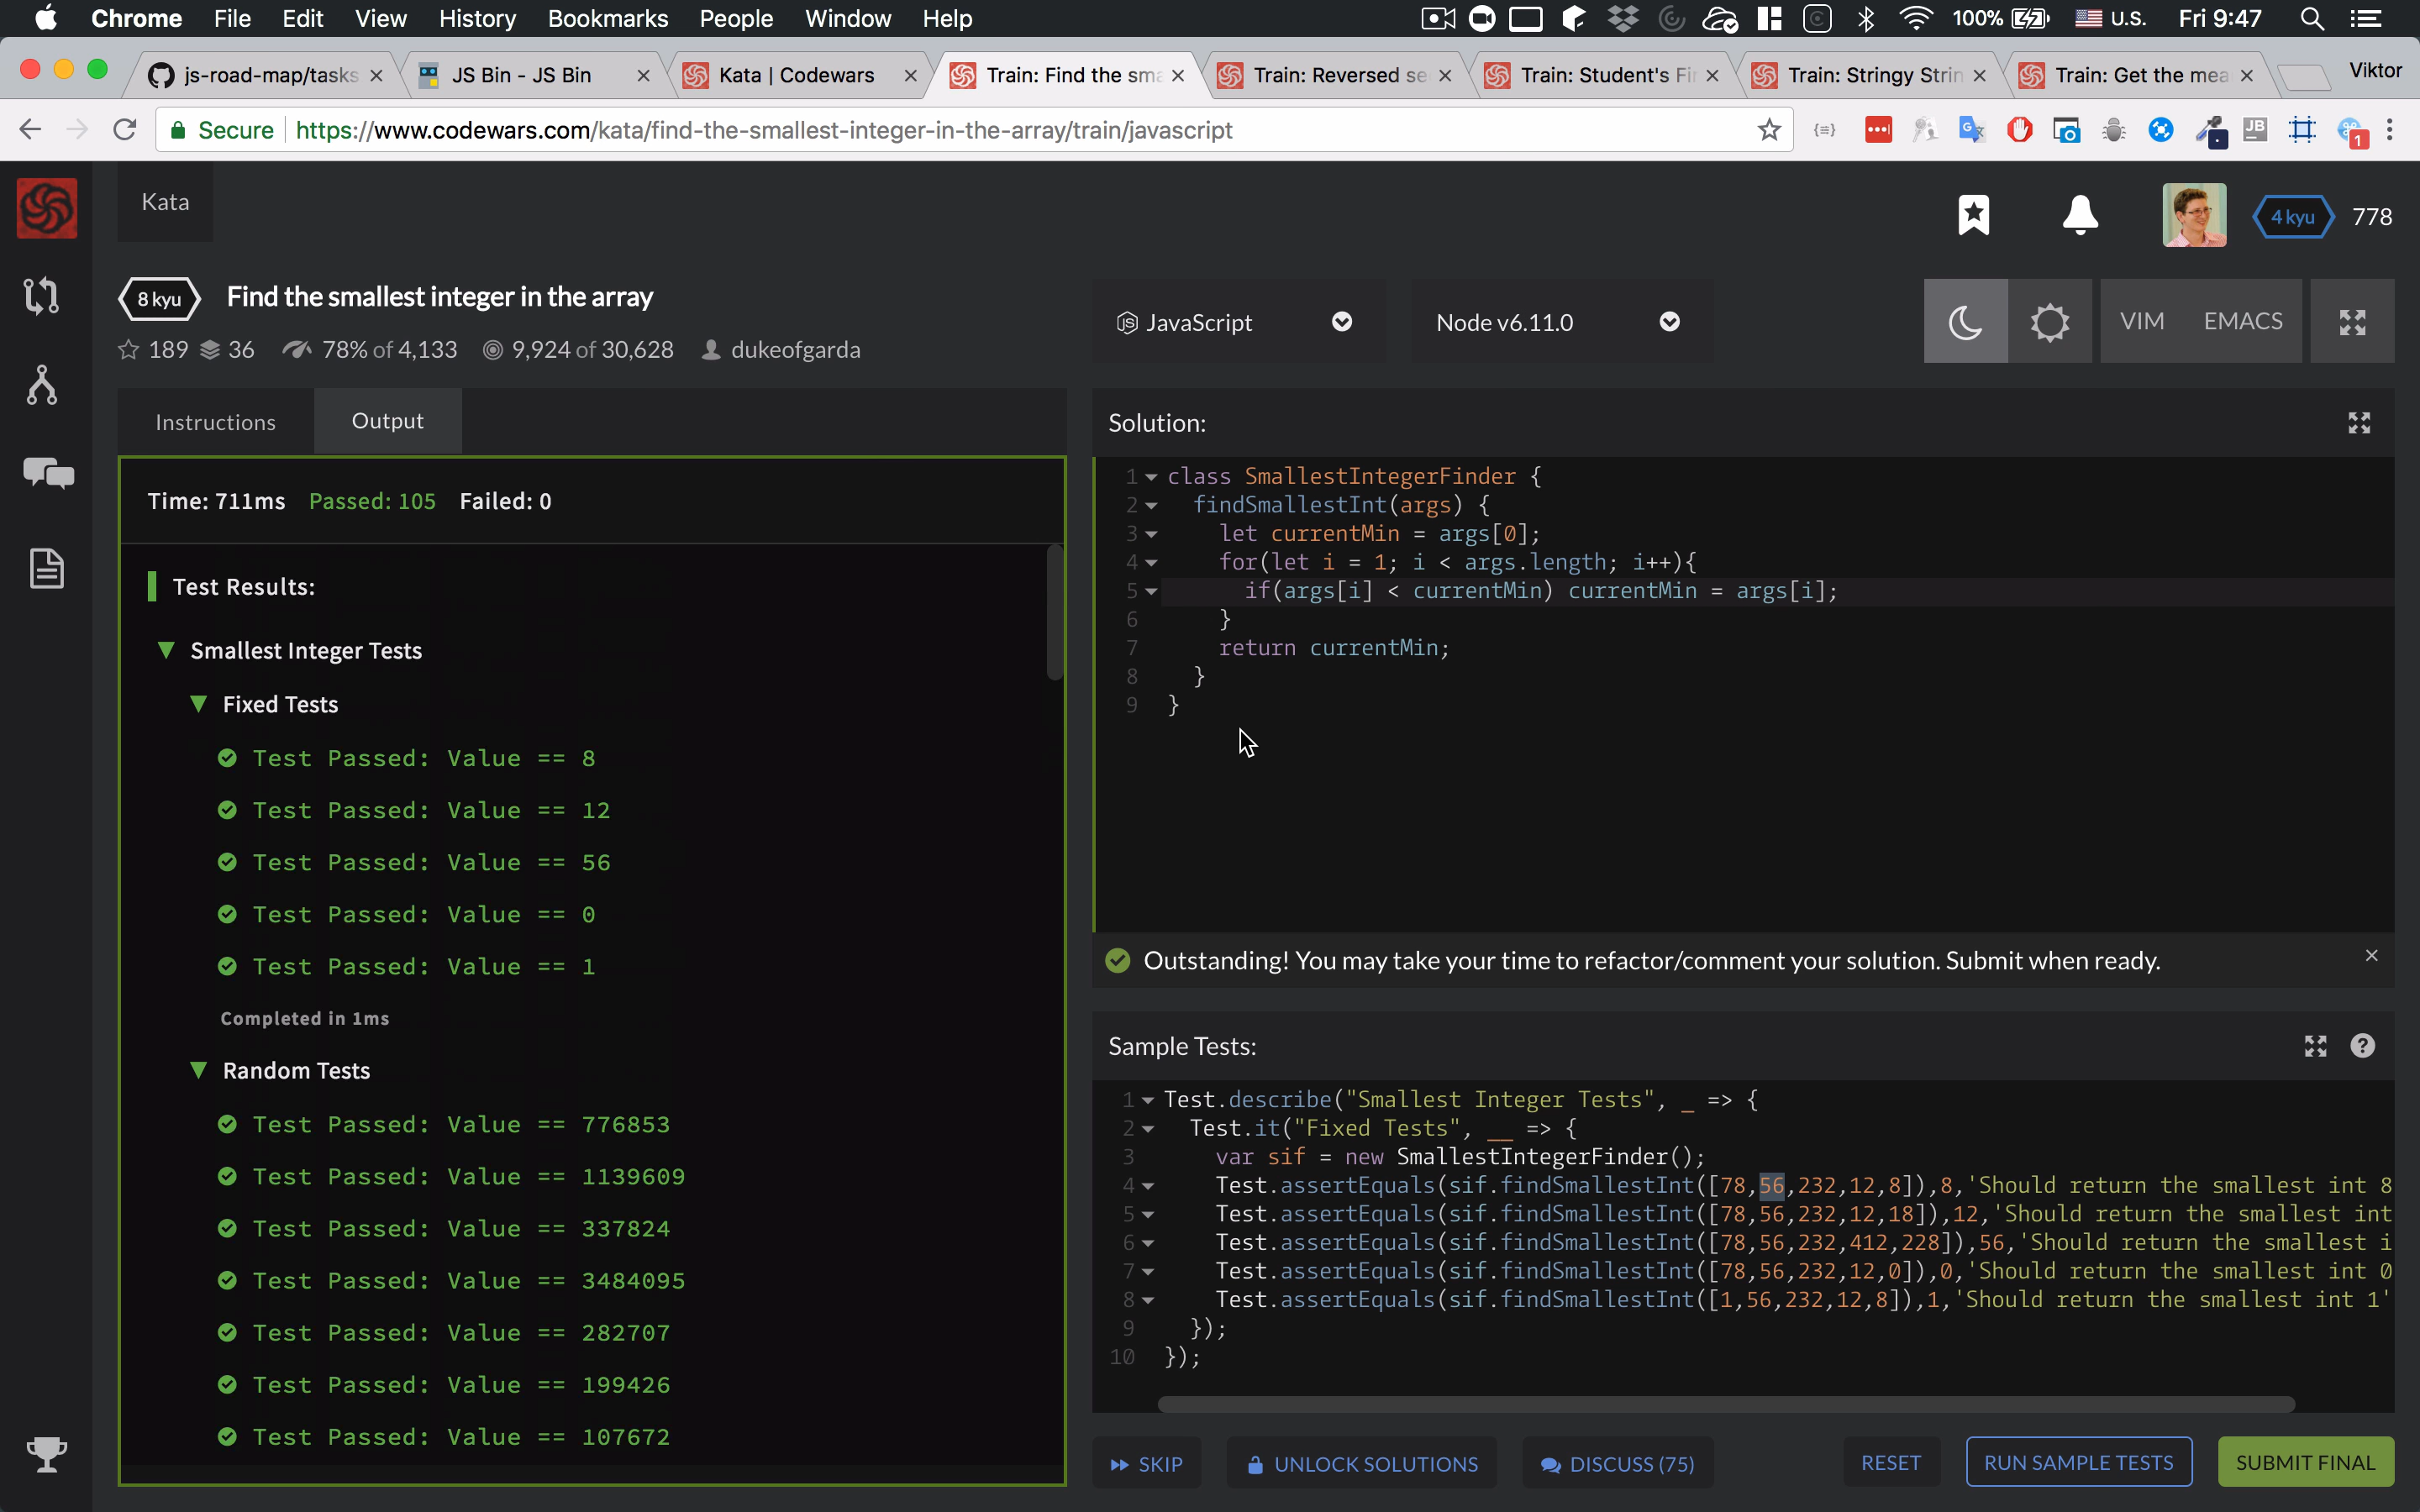 Chrome File Edit View History Bookmarks People Window Help 100% U.S. Fri 9:47
js-road-map/tasks JS Bin - JS Bin Kata | Codewars Train: Find the sma Train: Reversed se Train: Student's Fi Train: Stringy Strin Train: Get the mea Viktor
Secure https://www.codewars.com/kata/find-the-smallest-integer-in-the-array/train/javascript JB 1
Kata
4 kyu 778
8 kyu Find the smallest integer in the array
189 36 78% of 4,133 9,924 of 30,628 dukeofgarda
JavaScript Node v6.11.0 VIM EMACS
Instructions Output
Time: 711ms Passed: 105 Failed: 0
Test Results:
Smallest Integer Tests
Fixed Tests
Test Passed: Value == 8
Test Passed: Value == 12
Test Passed: Value == 56
Test Passed: Value == 0
Test Passed: Value == 1
Completed in 1ms
Random Tests
Test Passed: Value == 776853
Test Passed: Value == 1139609
Test Passed: Value == 337824
Test Passed: Value == 3484095
Test Passed: Value == 282707
Test Passed: Value == 199426
Test Passed: Value == 107672
Solution:
1 class SmallestIntegerFinder {
2 findSmallestInt(args) {
3 let currentMin = args[0];
4 for(let i = 1; i < args.length; i++){
5 if(args[i] < currentMin) currentMin = args[i];
6 }
7 return currentMin;
8 }
9 }
Outstanding! You may take your time to refactor/comment your solution. Submit when ready.
Sample Tests:
1 Test.describe("Smallest Integer Tests", _ => {
2 Test.it("Fixed Tests", __ => {
3 var sif = new SmallestIntegerFinder();
4 Test.assertEquals(sif.findSmallestInt([78,56,232,12,8]),8,'Should return the smallest int 8
5 Test.assertEquals(sif.findSmallestInt([78,56,232,12,18]),12,'Should return the smallest int
6 Test.assertEquals(sif.findSmallestInt([78,56,232,412,228]),56,'Should return the smallest i
7 Test.assertEquals(sif.findSmallestInt([78,56,232,12,0]),0,'Should return the smallest int 0
8 Test.assertEquals(sif.findSmallestInt([1,56,232,12,8]),1,'Should return the smallest int 1'
9 });
10 });
SKIP UNLOCK SOLUTIONS DISCUSS (75) RESET RUN SAMPLE TESTS SUBMIT FINAL